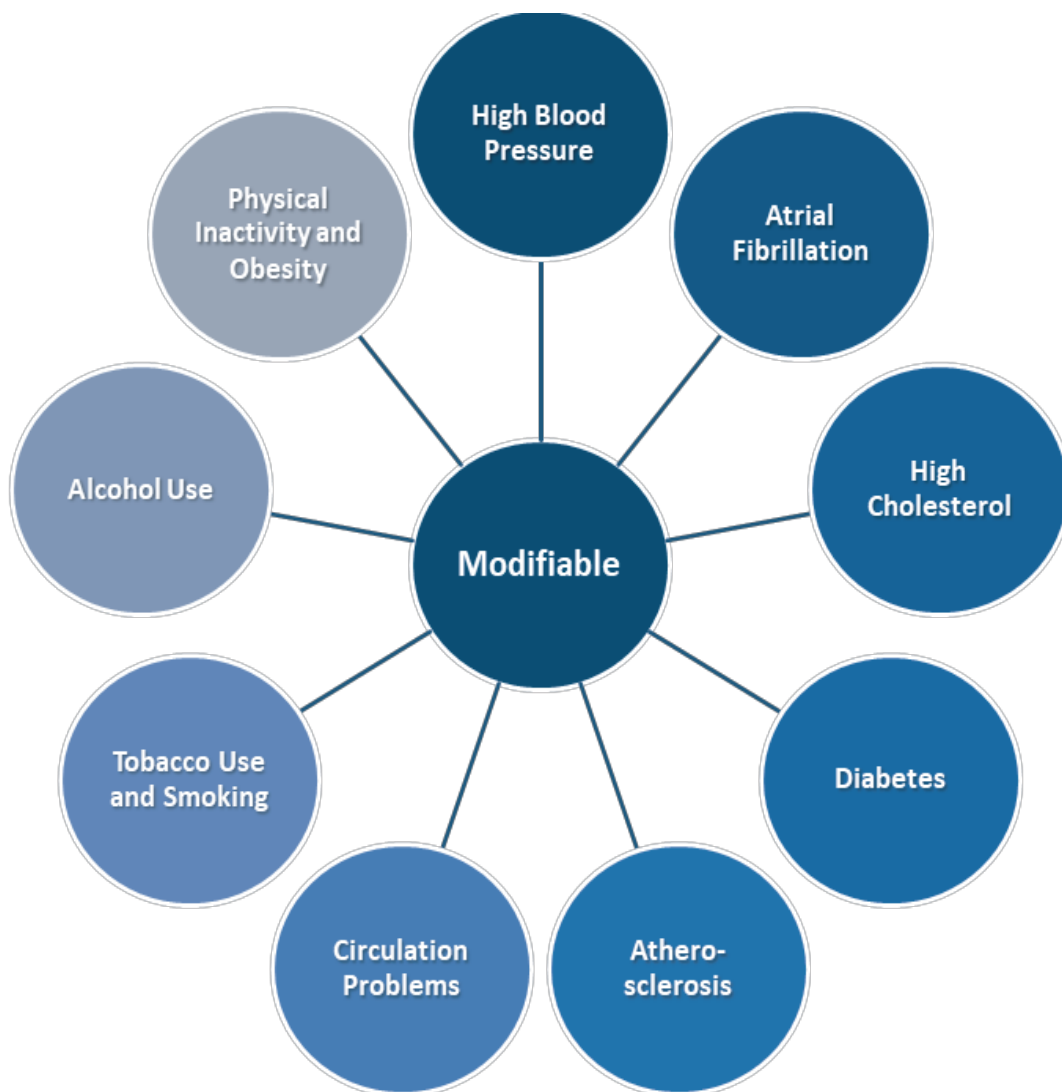 High Blood
Pressure
Atrial
Fibrillation
High
Cholesterol
Diabetes
Athero-
sclerosis
Circulation
Problems
Tobacco Use
and Smoking
Alcohol Use
Physical
Inactivity and
Obesity
Modifiable